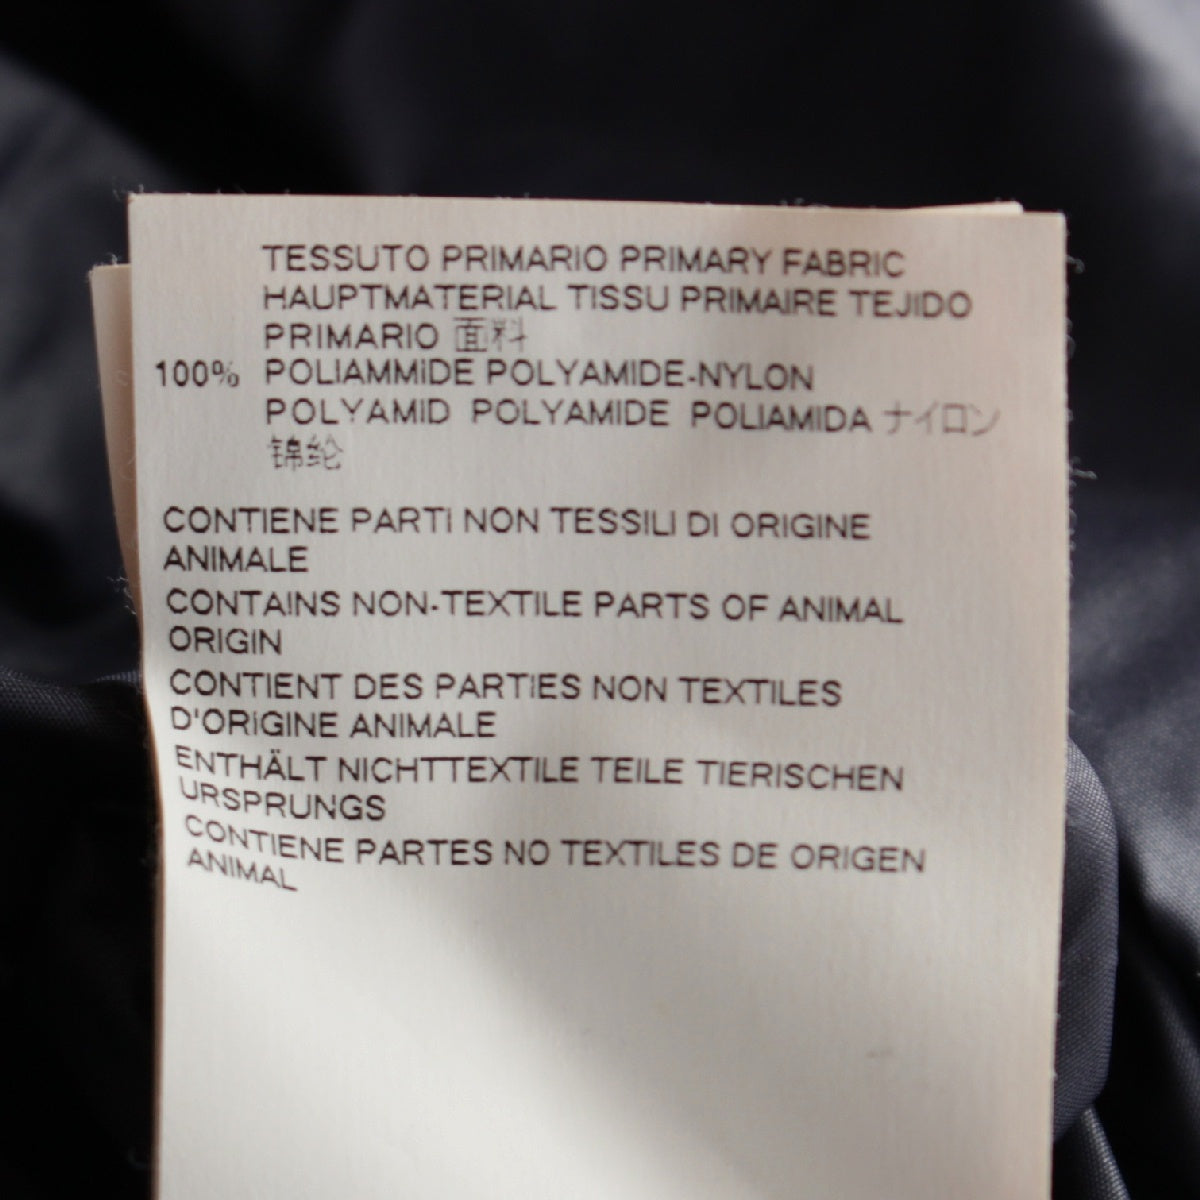 TESSUTO PRIMARIO PRIMARY FABRIC
HAUPTMATERIAL TISSU PRIMAIRE TEJIDO
PRIMARIO 面料
100% POLIAMMIDE POLYAMIDE-NYLON
POLYAMID POLYAMIDE POLIAMIDA ナイロン
锦纶
CONTIENE PARTI NON TESSILI DI ORIGINE
ANIMALE
CONTAINS NON-TEXTILE PARTS OF ANIMAL
ORIGIN
CONTIENT DES PARTIES NON TEXTILES
D'ORIGINE ANIMALE
ENTHÄLT NICHTTEXTILE TEILE TIERISCHEN
URSPRUNGS
CONTIENE PARTES NO TEXTILES DE ORIGEN
ANIMAL